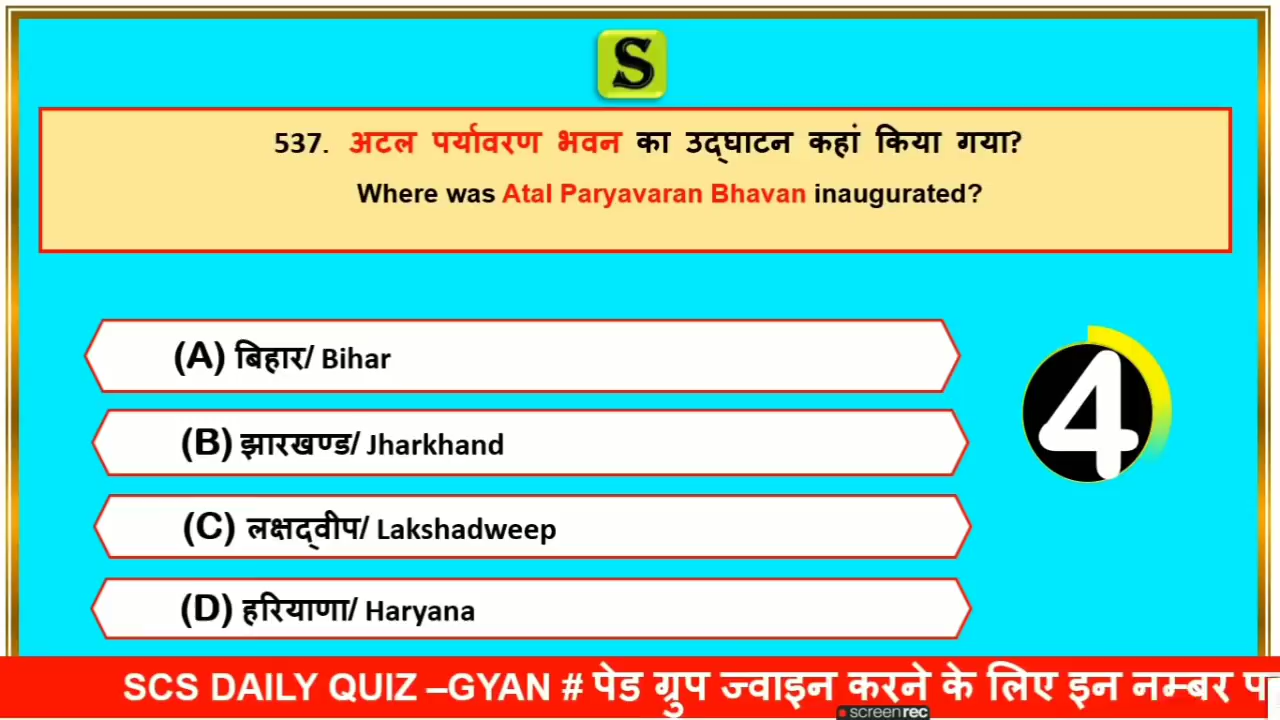 S
537. अटल पर्यावरण भवन का उद्घाटन कहां किया गया?
Where was Atal Paryavaran Bhavan inaugurated?
(A) बिहार/ Bihar
4
(B) झारखण्ड/ Jharkhand
(C) लक्षद्वीप/ Lakshadweep
(D) हरियाणा/ Haryana
SCS DAILY QUIZ –GYAN # पेड ग्रुप ज्वाइन करने के लिए इन नम्बर
screenrec